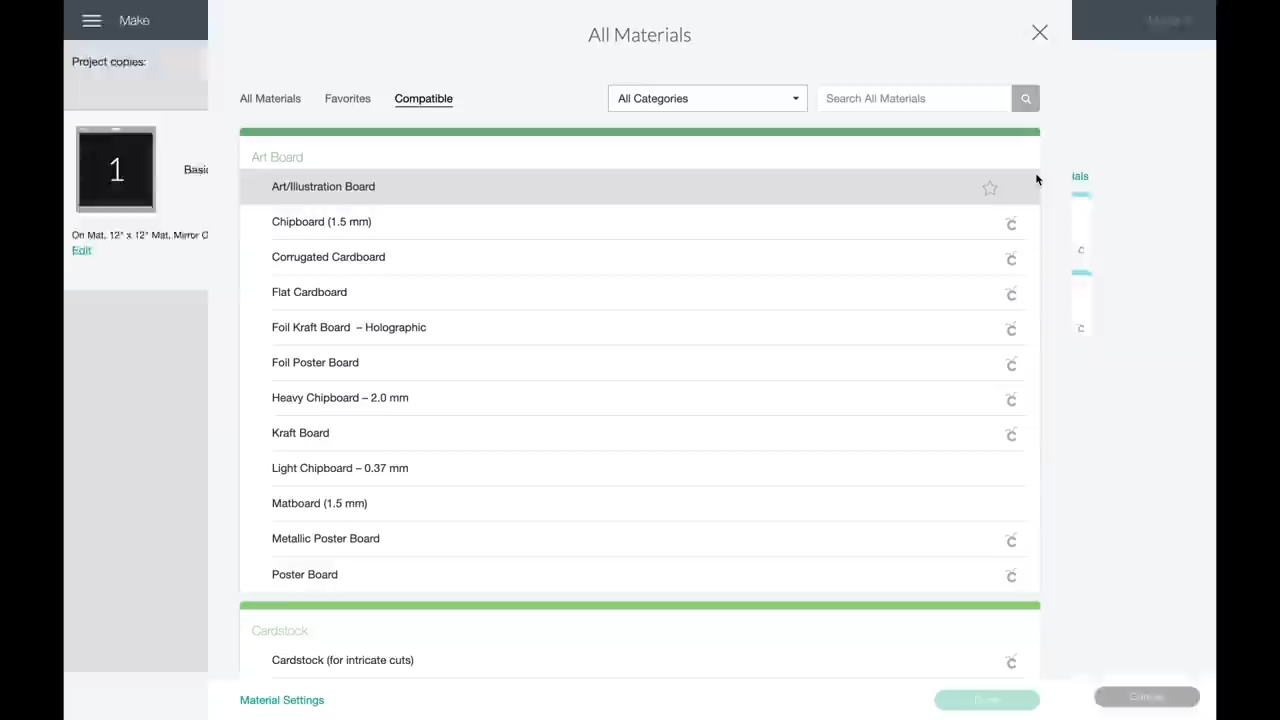 Make
All Materials
Project copies:
All Materials
Favorites
Compatible
All Categories
Search All Materials
Art Board
1
Basic
Art/Illustration Board
ials
Chipboard (1.5 mm)
On Mat, 12" x 12" Mat, Mirror O
Edit
Corrugated Cardboard
Flat Cardboard
Foil Kraft Board – Holographic
Foil Poster Board
Heavy Chipboard – 2.0 mm
Kraft Board
Light Chipboard – 0.37 mm
Matboard (1.5 mm)
Metallic Poster Board
Poster Board
Cardstock
Cardstock (for intricate cuts)
Material Settings